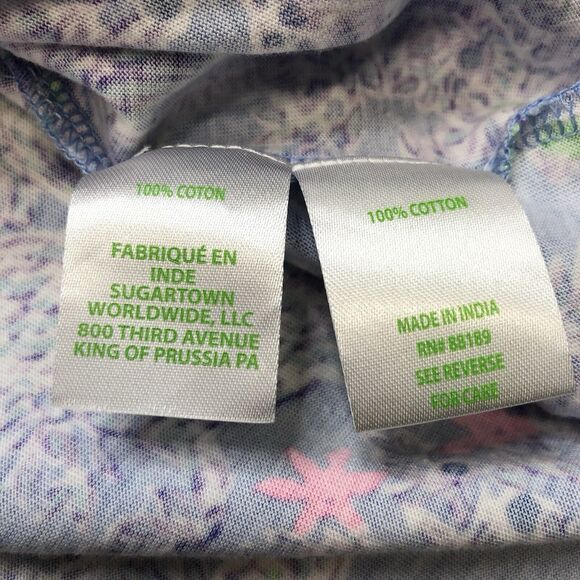 100% COTON
FABRIQUÉ EN
INDE
SUGARTOWN
WORLDWIDE, LLC
800 THIRD AVENUE
KING OF PRUSSIA PA
100% COTTON
MADE IN INDIA
RN# 88189
SEE REVERSE
FOR CARE